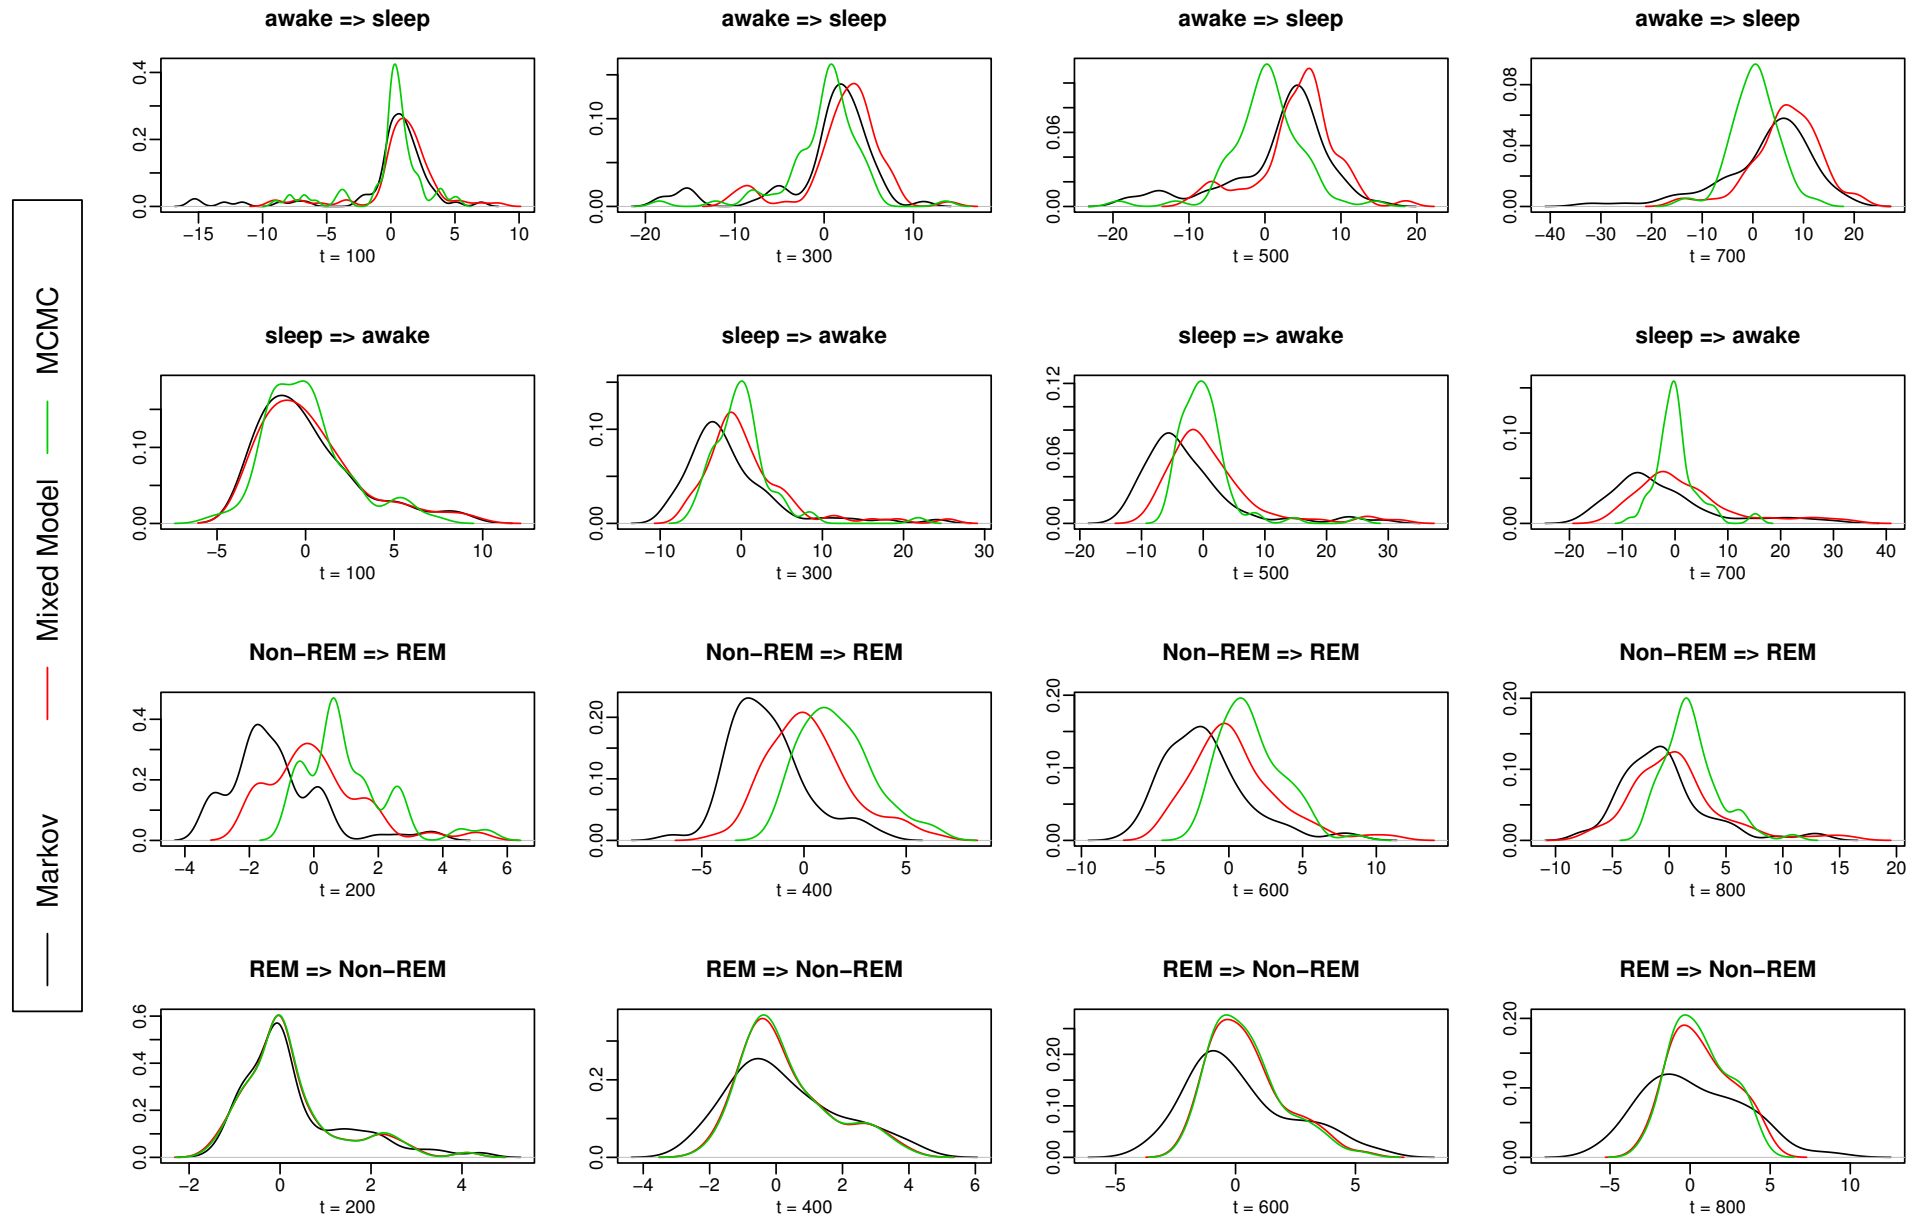 Markov — Mixed Model — MCMC
awake => sleep
0.0 0.2 0.4
−15 −10 −5 0 5 10
t = 100
awake => sleep
0.00 0.10
−20 −10 0 10
t = 300
awake => sleep
0.00 0.06
−20 −10 0 10 20
t = 500
awake => sleep
0.00 0.04 0.08
−40 −30 −20 −10 0 10 20
t = 700
sleep => awake
0.00 0.10
−5 0 5 10
t = 100
sleep => awake
0.00 0.10
−10 0 10 20 30
t = 300
sleep => awake
0.00 0.06 0.12
−20 −10 0 10 20 30
t = 500
sleep => awake
0.00 0.10
−20 −10 0 10 20 30 40
t = 700
Non−REM => REM
0.0 0.2 0.4
−4 −2 0 2 4 6
t = 200
Non−REM => REM
0.00 0.10 0.20
−5 0 5
t = 400
Non−REM => REM
0.00 0.10 0.20
−10 −5 0 5 10
t = 600
Non−REM => REM
0.00 0.10 0.20
−10 −5 0 5 10 15 20
t = 800
REM => Non−REM
0.0 0.2 0.4 0.6
−2 0 2 4
t = 200
REM => Non−REM
0.0 0.2
−4 −2 0 2 4 6
t = 400
REM => Non−REM
0.00 0.10 0.20
−5 0 5
t = 600
REM => Non−REM
0.00 0.10 0.20
−5 0 5 10
t = 800